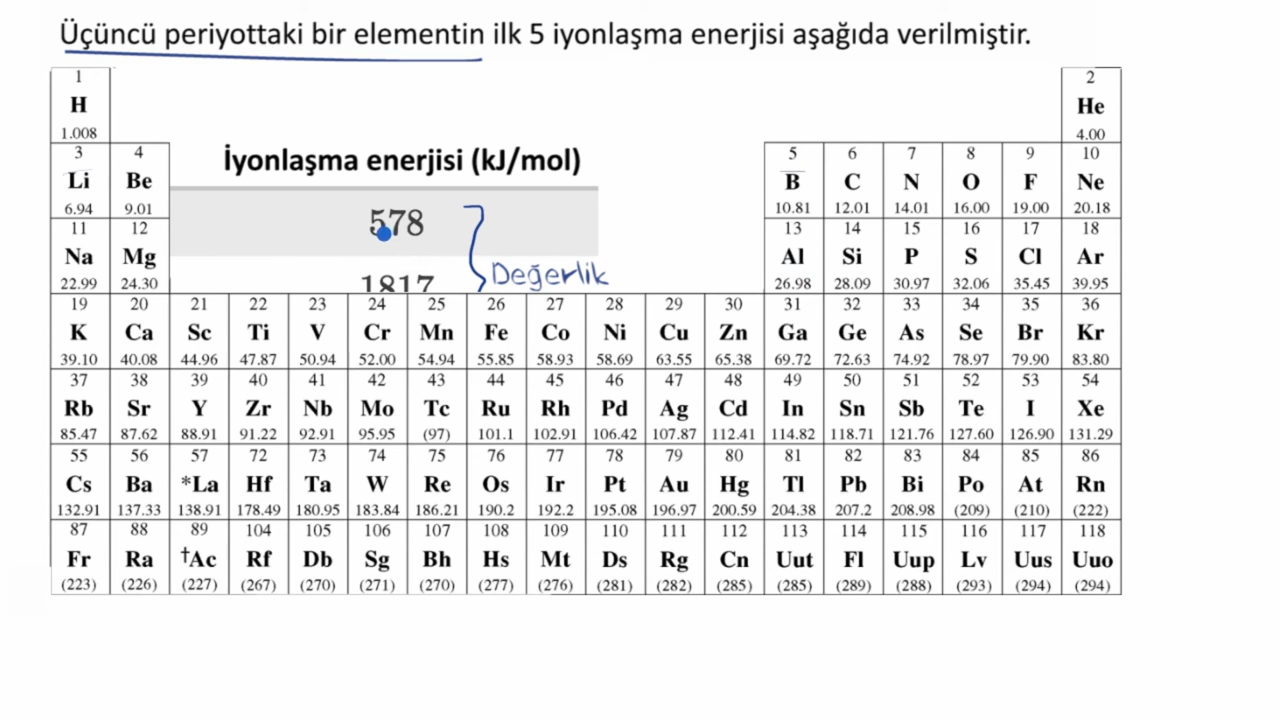 Üçüncü periyottaki bir elementin ilk 5 iyonlaşma enerjisi aşağıda verilmiştir.
1 2
H He
1.008 4.00
3 4 İyonlaşma enerjisi (kJ/mol) 5 6 7 8 9 10
Li Be B C N O F Ne
6.94 9.01 578 10.81 12.01 14.01 16.00 19.00 20.18
11 12 13 14 15 16 17 18
Na Mg Al Si P S Cl Ar
22.99 24.30 1817 Değerlik 26.98 28.09 30.97 32.06 35.45 39.95
19 20 21 22 23 24 25 26 27 28 29 30 31 32 33 34 35 36
K Ca Sc Ti V Cr Mn Fe Co Ni Cu Zn Ga Ge As Se Br Kr
39.10 40.08 44.96 47.87 50.94 52.00 54.94 55.85 58.93 58.69 63.55 65.38 69.72 72.63 74.92 78.97 79.90 83.80
37 38 39 40 41 42 43 44 45 46 47 48 49 50 51 52 53 54
Rb Sr Y Zr Nb Mo Tc Ru Rh Pd Ag Cd In Sn Sb Te I Xe
85.47 87.62 88.91 91.22 92.91 95.95 (97) 101.1 102.91 106.42 107.87 112.41 114.82 118.71 121.76 127.60 126.90 131.29
55 56 57 72 73 74 75 76 77 78 79 80 81 82 83 84 85 86
Cs Ba *La Hf Ta W Re Os Ir Pt Au Hg Tl Pb Bi Po At Rn
132.91 137.33 138.91 178.49 180.95 183.84 186.21 190.2 192.2 195.08 196.97 200.59 204.38 207.2 208.98 (209) (210) (222)
87 88 89 104 105 106 107 108 109 110 111 112 113 114 115 116 117 118
Fr Ra †Ac Rf Db Sg Bh Hs Mt Ds Rg Cn Uut Fl Uup Lv Uus Uuo
(223) (226) (227) (267) (270) (271) (270) (277) (276) (281) (282) (285) (285) (289) (288) (293) (294) (294)